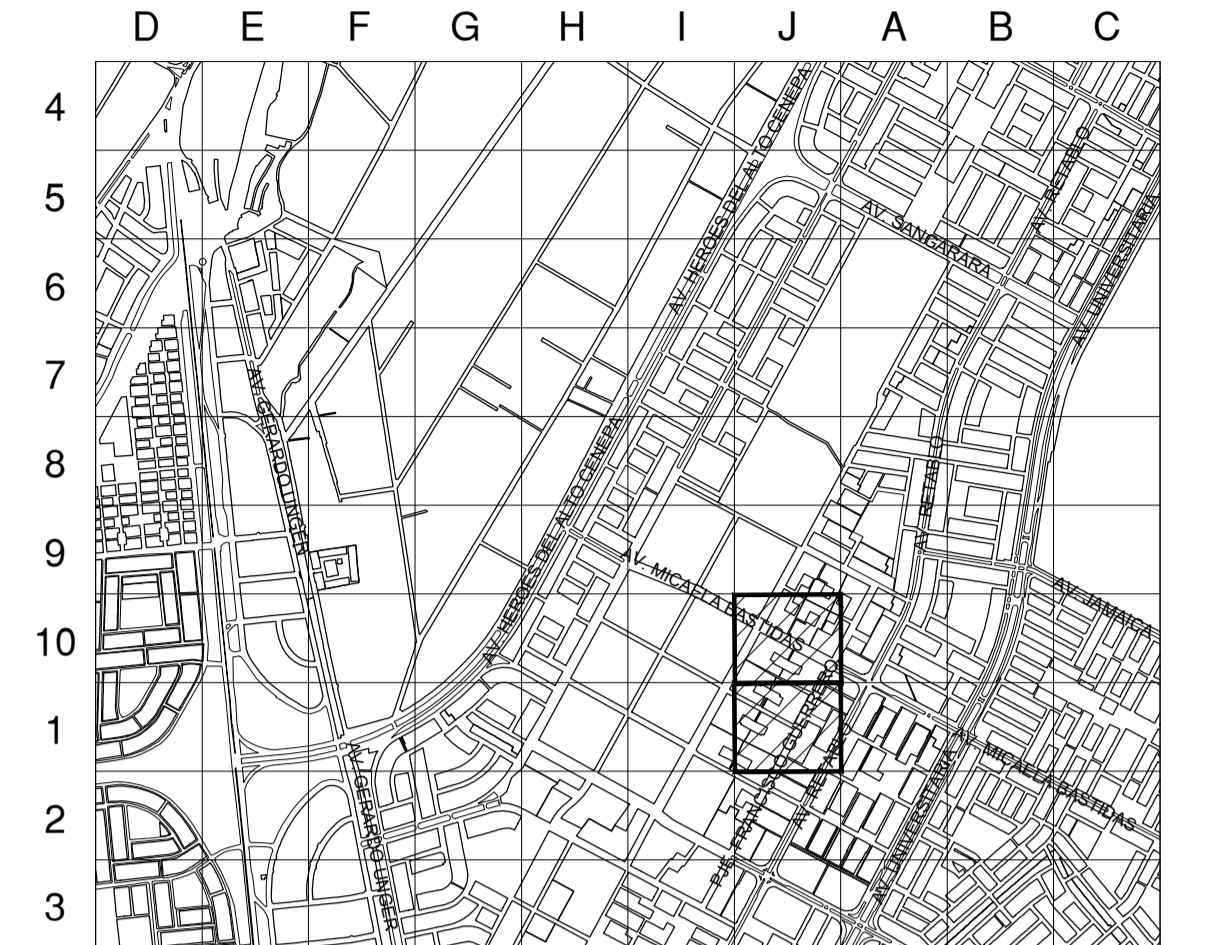 D E F G H I J A B C
4
5
6
7
8
9
10
1
2
3
AV. HEROES DEL ALTO CENEPA
AV. RETABLO
AV. SANGARARA
AV. UNIVERSITARIA
AV. GERARDO UNGER
AV. HEROES DEL ALTO CENEPA
AV. RETABLO
AV. MICAELA BASTIDAS
AV. JAMAICA
PJE. FRANCISCO GUERRERO
AV. RETABLO
AV. MICAELA BASTIDAS
AV. GERARDO UNGER
AV. UNIVERSITARIA